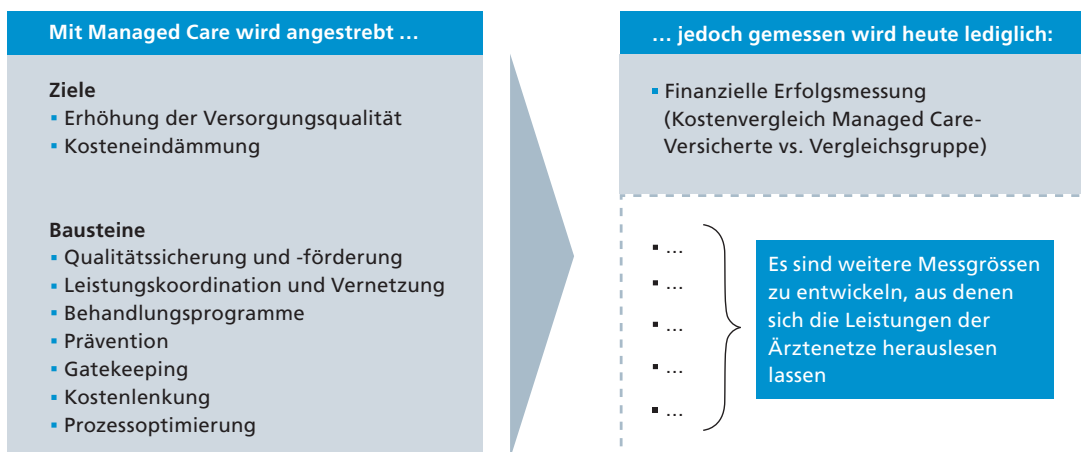 Mit Managed Care wird angestrebt …
Ziele
▪ Erhöhung der Versorgungsqualität
▪ Kosteneindämmung
Bausteine
▪ Qualitätssicherung und -förderung
▪ Leistungskoordination und Vernetzung
▪ Behandlungsprogramme
▪ Prävention
▪ Gatekeeping
▪ Kostenlenkung
▪ Prozessoptimierung
… jedoch gemessen wird heute lediglich:
▪ Finanzielle Erfolgsmessung
(Kostenvergleich Managed Care-
Versicherte vs. Vergleichsgruppe)
▪ …
▪ …
▪ …
▪ …
▪ …
Es sind weitere Messgrössen
zu entwickeln, aus denen
sich die Leistungen der
Ärztenetze herauslesen
lassen